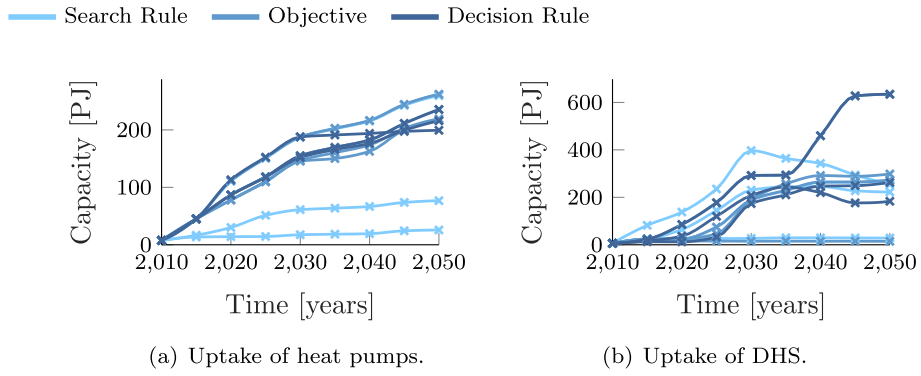 Search Rule Objective Decision Rule
Capacity [PJ]
200
100
0
2,010 2,020 2,030 2,040 2,050
Time [years]
(a) Uptake of heat pumps.
Capacity [PJ]
600
400
200
0
2,010 2,020 2,030 2,040 2,050
Time [years]
(b) Uptake of DHS.